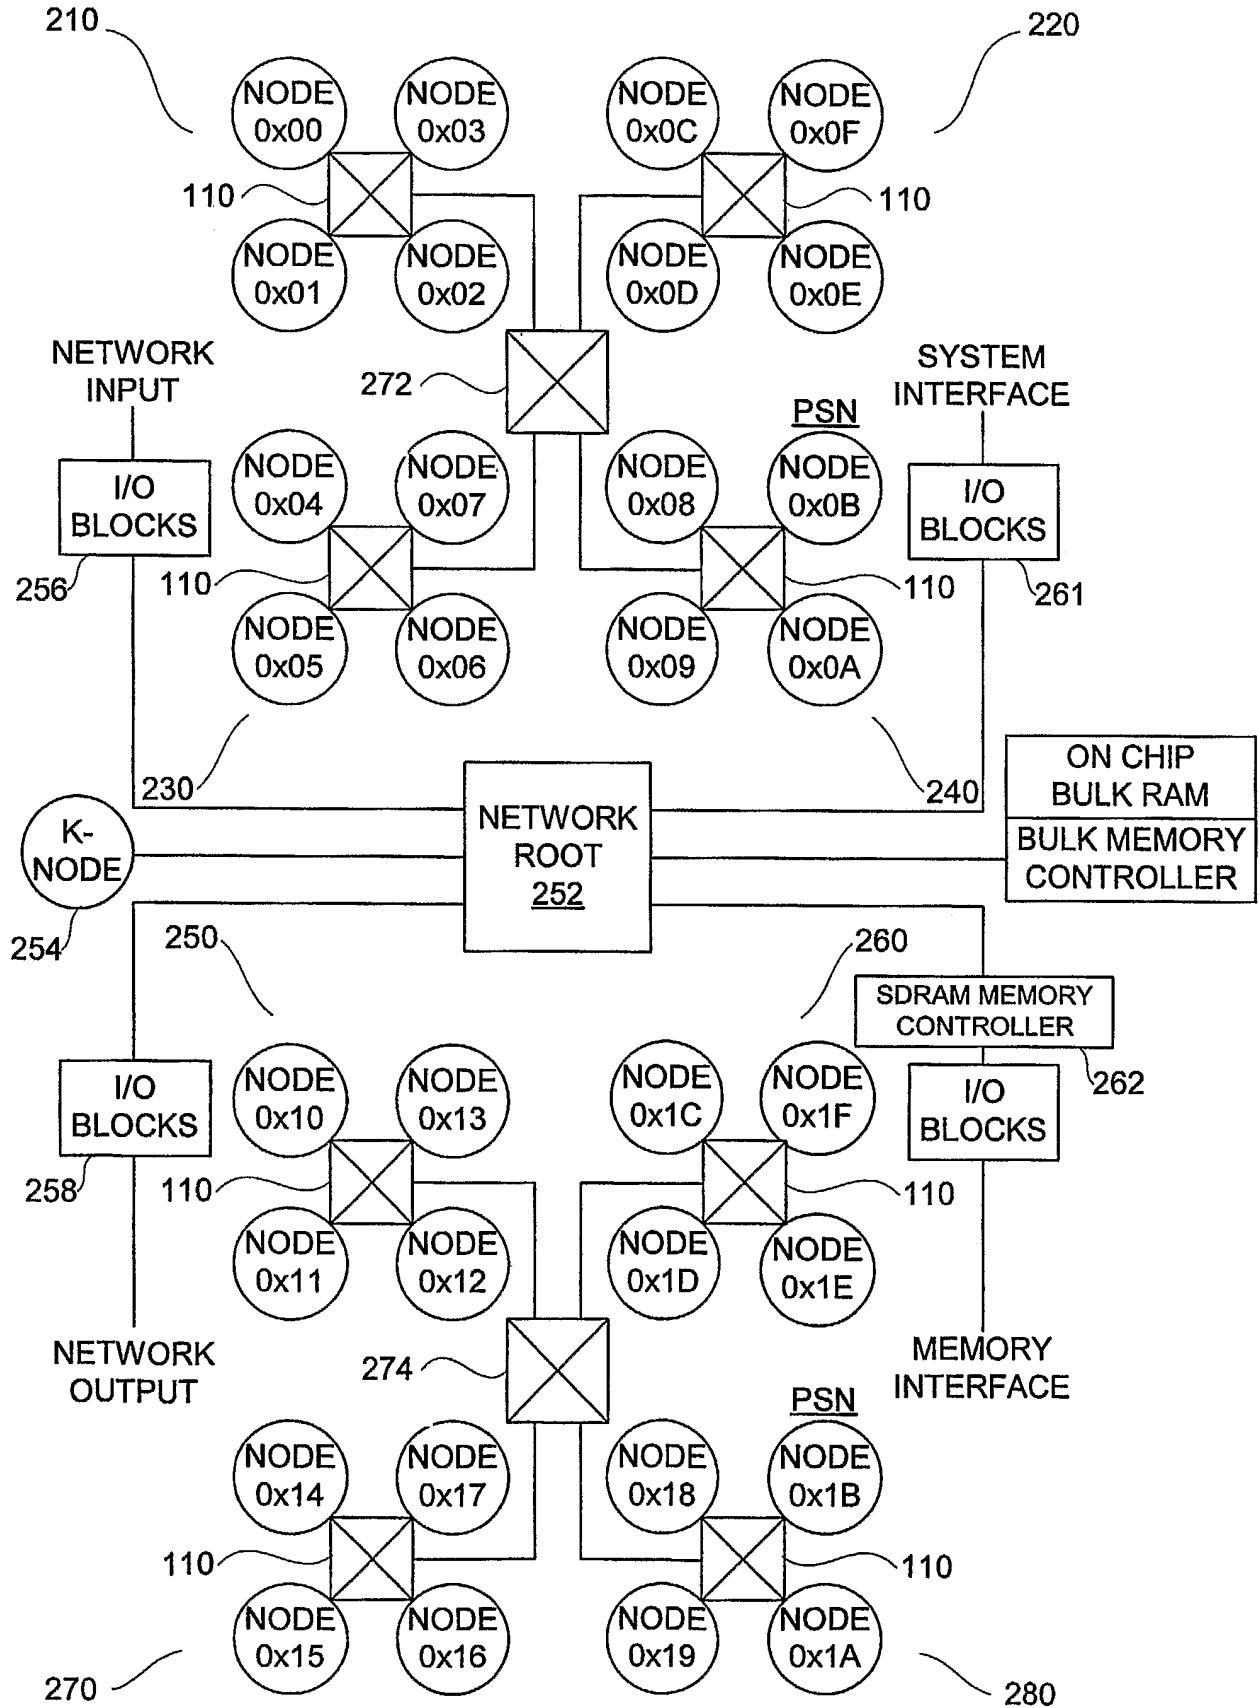 210
220
NODE
0x00
NODE
0x03
NODE
0x0C
NODE
0x0F
110
110
NODE
0x01
NODE
0x02
NODE
0x0D
NODE
0x0E
NETWORK
INPUT
272
SYSTEM
INTERFACE
PSN
I/O
BLOCKS
NODE
0x04
NODE
0x07
NODE
0x08
NODE
0x0B
I/O
BLOCKS
256
110
110
261
NODE
0x05
NODE
0x06
NODE
0x09
NODE
0x0A
230
240
ON CHIP
BULK RAM
BULK MEMORY
CONTROLLER
K-
NODE
NETWORK
ROOT
252
254
250
260
SDRAM MEMORY
CONTROLLER
262
I/O
BLOCKS
NODE
0x10
NODE
0x13
NODE
0x1C
NODE
0x1F
I/O
BLOCKS
258
110
110
NODE
0x11
NODE
0x12
NODE
0x1D
NODE
0x1E
NETWORK
OUTPUT
274
MEMORY
INTERFACE
PSN
NODE
0x14
NODE
0x17
NODE
0x18
NODE
0x1B
110
110
NODE
0x15
NODE
0x16
NODE
0x19
NODE
0x1A
270
280